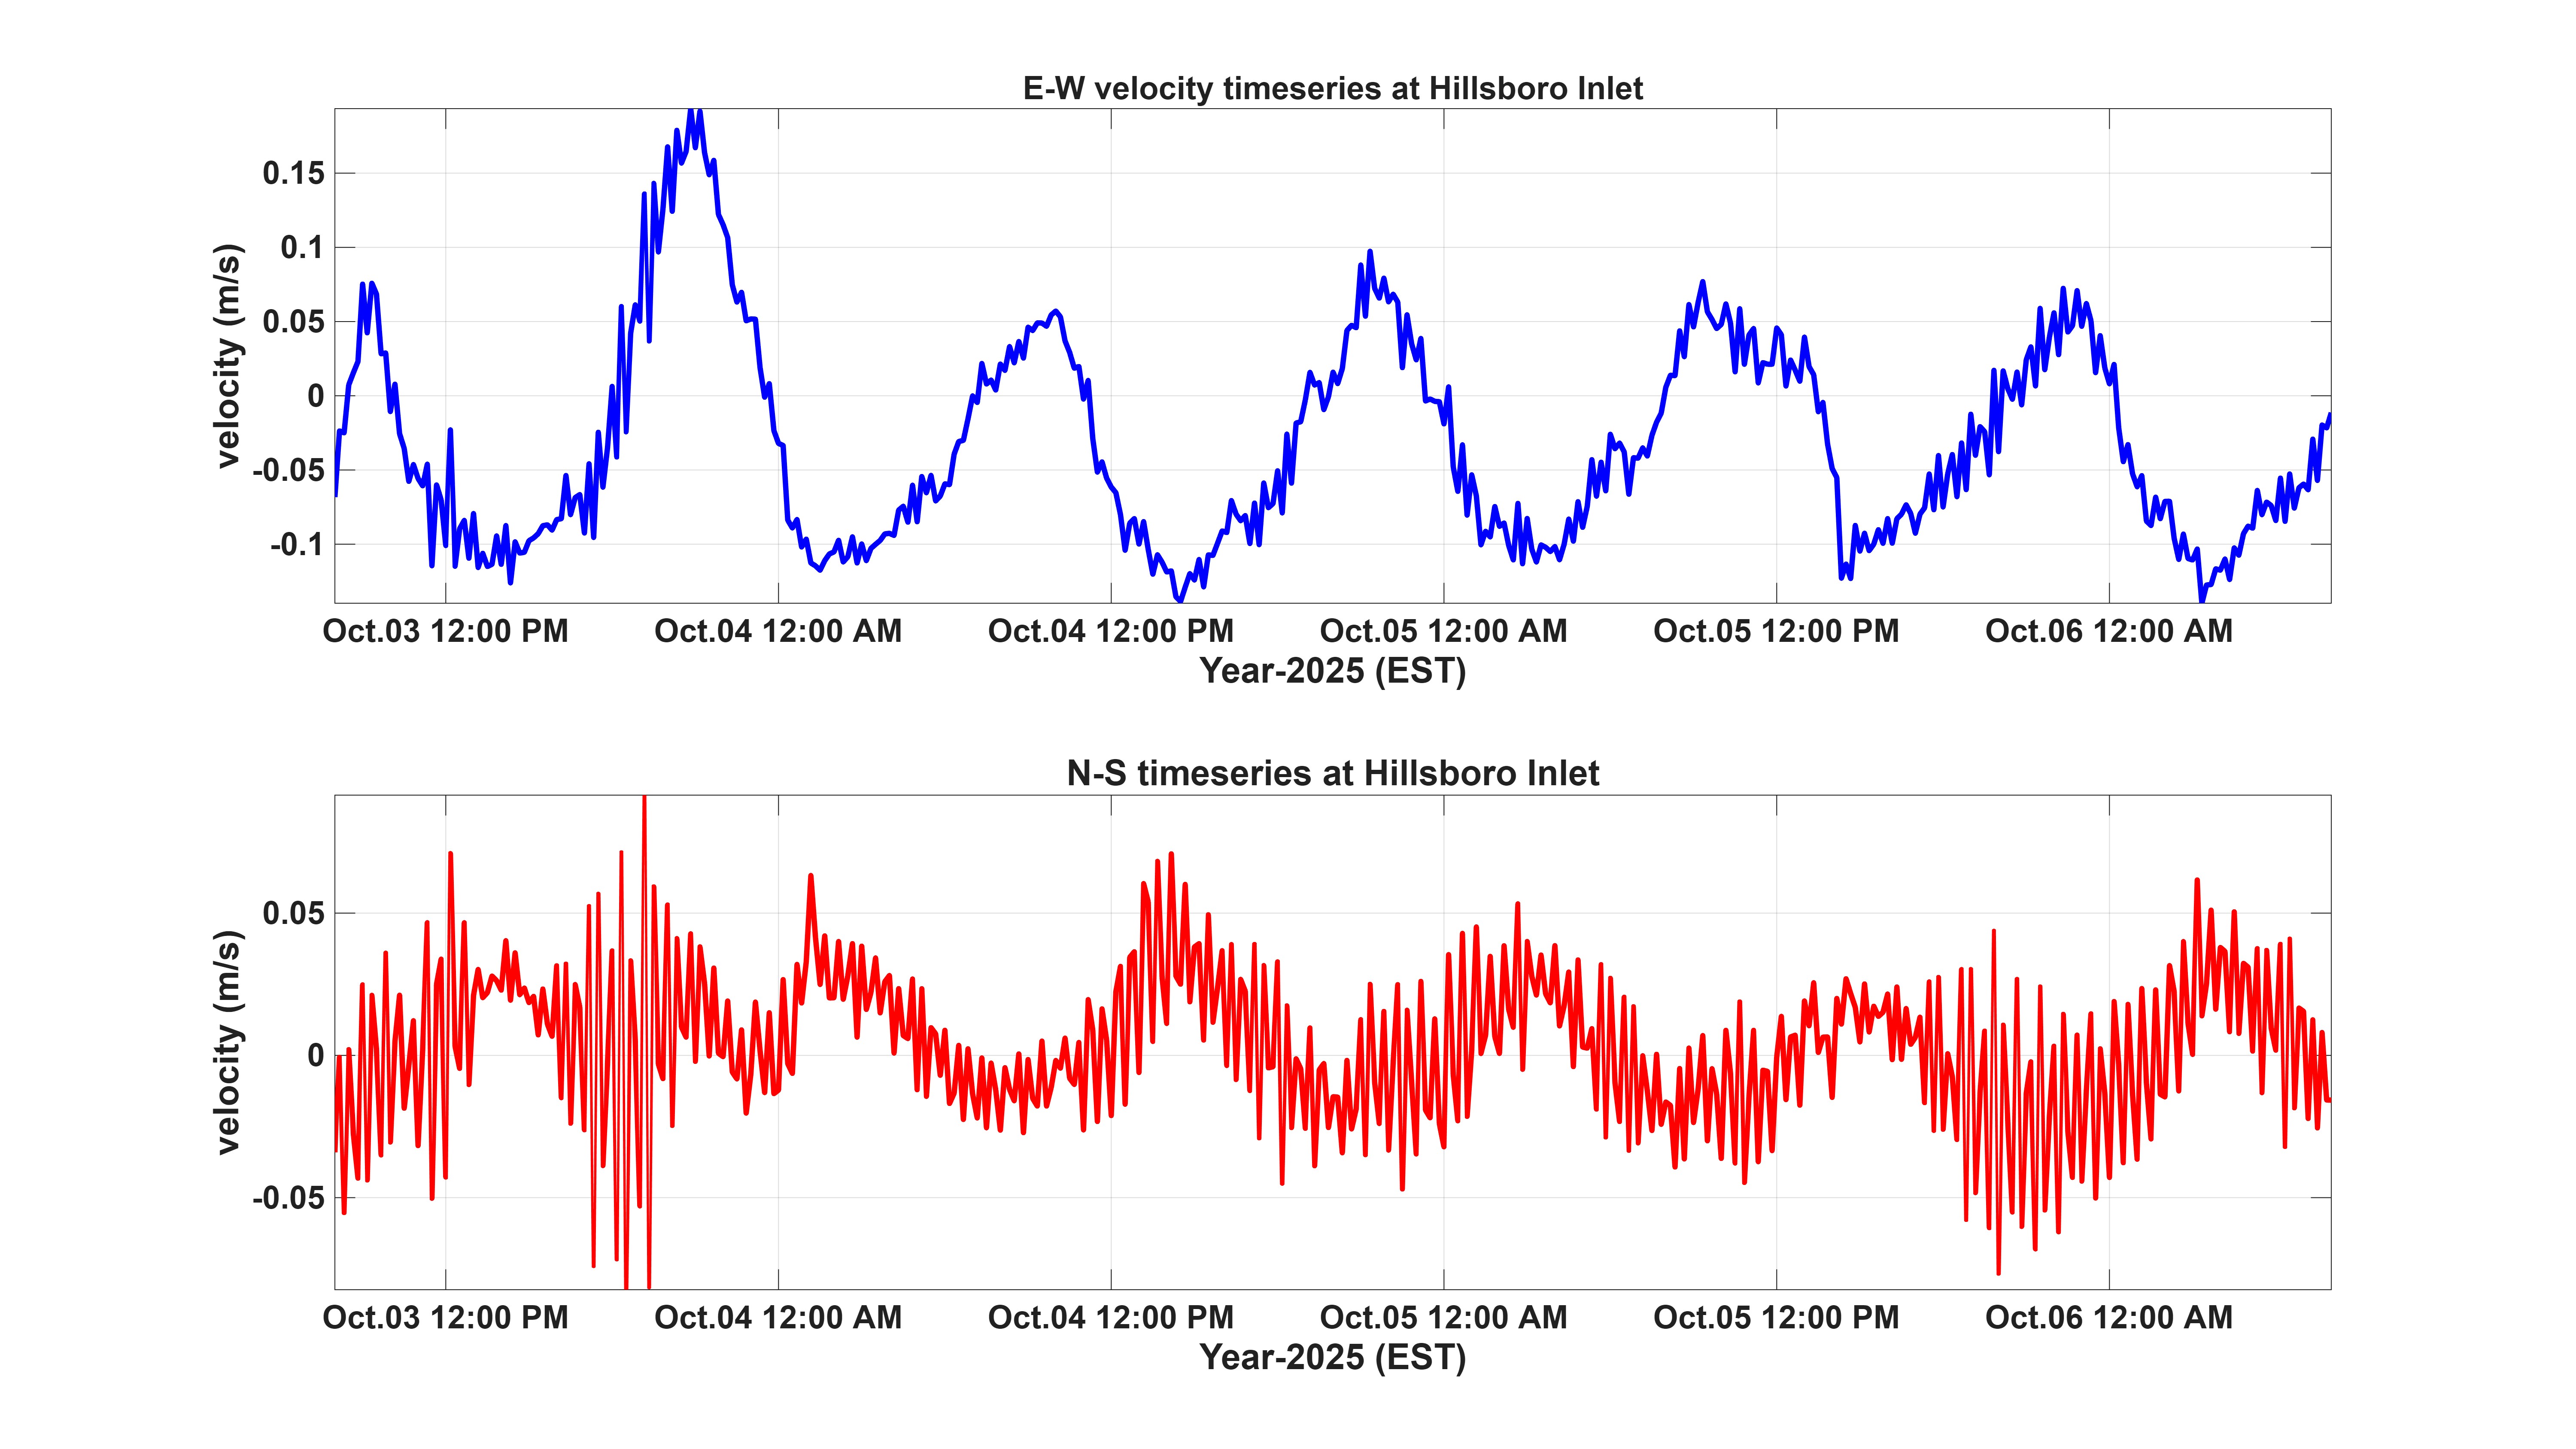 E-W velocity timeseries at Hillsboro Inlet
velocity (m/s)
0.15
0.1
0.05
0
-0.05
-0.1
Oct.03 12:00 PM Oct.04 12:00 AM Oct.04 12:00 PM Oct.05 12:00 AM Oct.05 12:00 PM Oct.06 12:00 AM
Year-2025 (EST)
N-S timeseries at Hillsboro Inlet
velocity (m/s)
0.05
0
-0.05
Oct.03 12:00 PM Oct.04 12:00 AM Oct.04 12:00 PM Oct.05 12:00 AM Oct.05 12:00 PM Oct.06 12:00 AM
Year-2025 (EST)